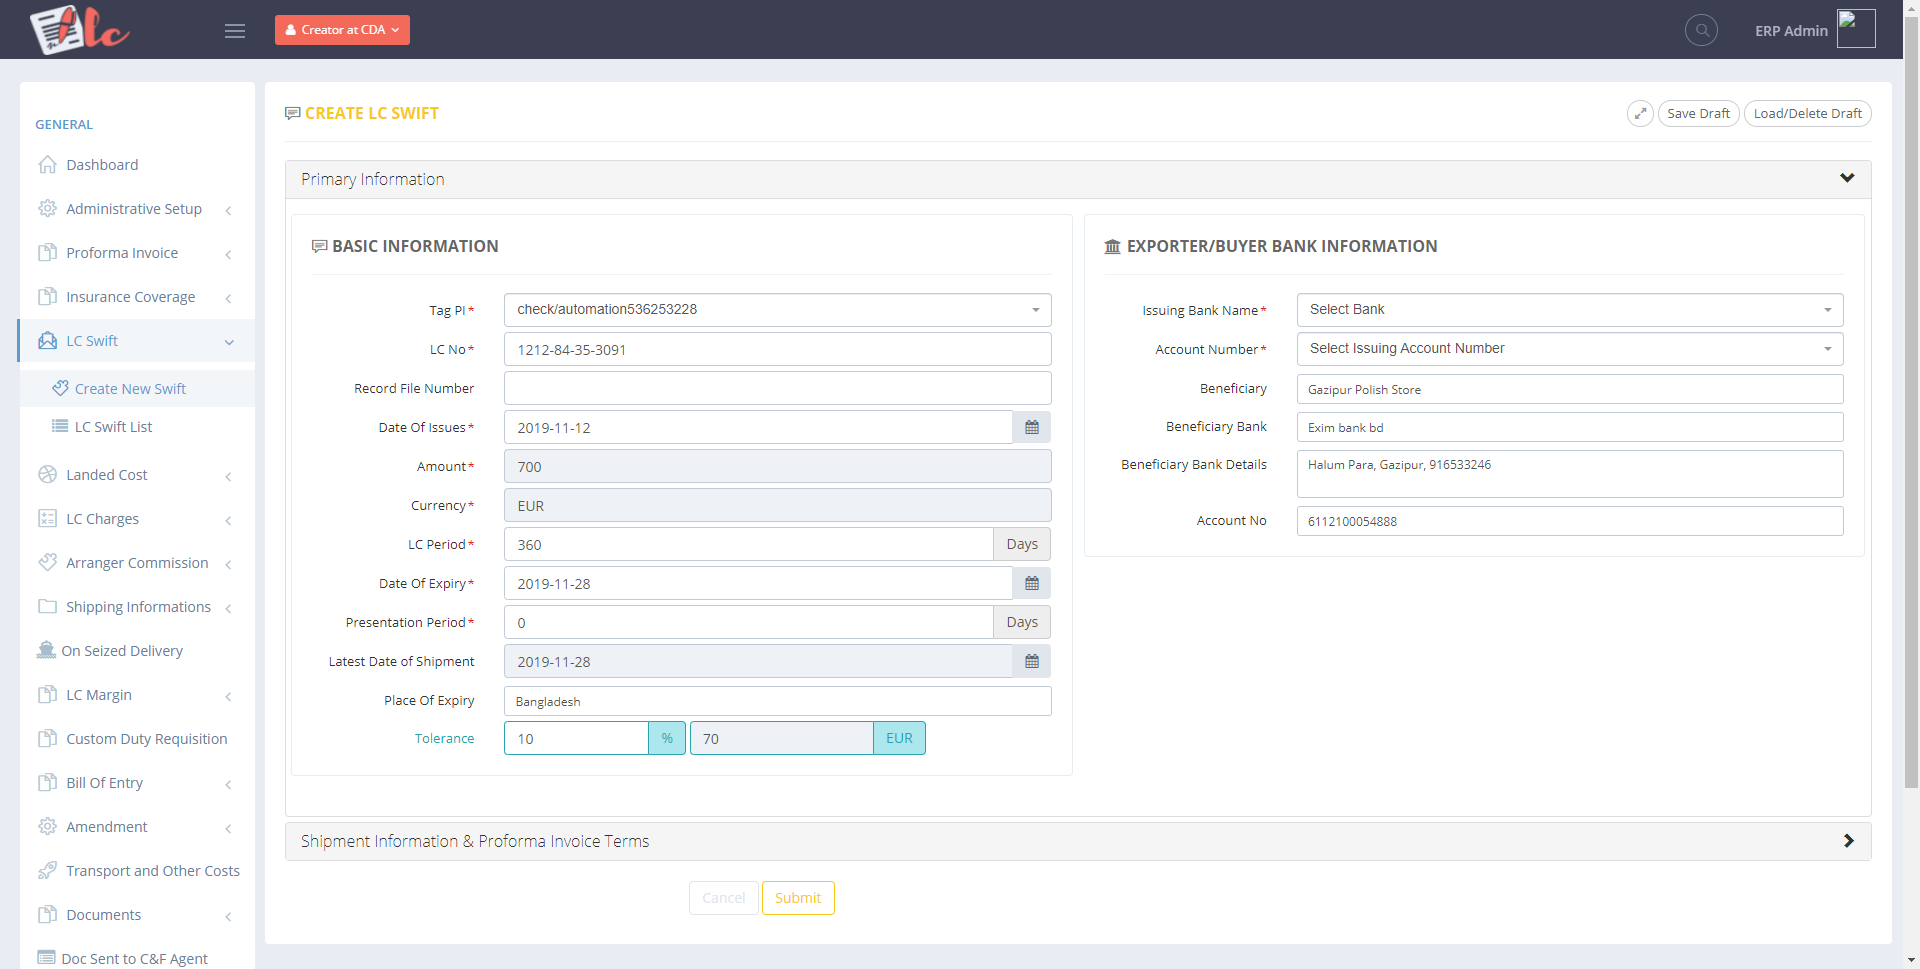 lc
Creator at CDA
ERP Admin
GENERAL
Dashboard
Administrative Setup
Proforma Invoice
Insurance Coverage
LC Swift
Create New Swift
LC Swift List
Landed Cost
LC Charges
Arranger Commission
Shipping Informations
On Seized Delivery
LC Margin
Custom Duty Requisition
Bill Of Entry
Amendment
Transport and Other Costs
Documents
Doc Sent to C&F Agent
CREATE LC SWIFT
Save Draft
Load/Delete Draft
Primary Information
BASIC INFORMATION
Tag PI* check/automation536253228
LC No* 1212-84-35-3091
Record File Number
Date Of Issues* 2019-11-12
Amount* 700
Currency* EUR
LC Period* 360 Days
Date Of Expiry* 2019-11-28
Presentation Period* 0 Days
Latest Date of Shipment 2019-11-28
Place Of Expiry Bangladesh
Tolerance 10 % 70 EUR
EXPORTER/BUYER BANK INFORMATION
Issuing Bank Name* Select Bank
Account Number* Select Issuing Account Number
Beneficiary Gazipur Polish Store
Beneficiary Bank Exim bank bd
Beneficiary Bank Details Halum Para, Gazipur, 916533246
Account No 6112100054888
Shipment Information & Proforma Invoice Terms
Cancel
Submit